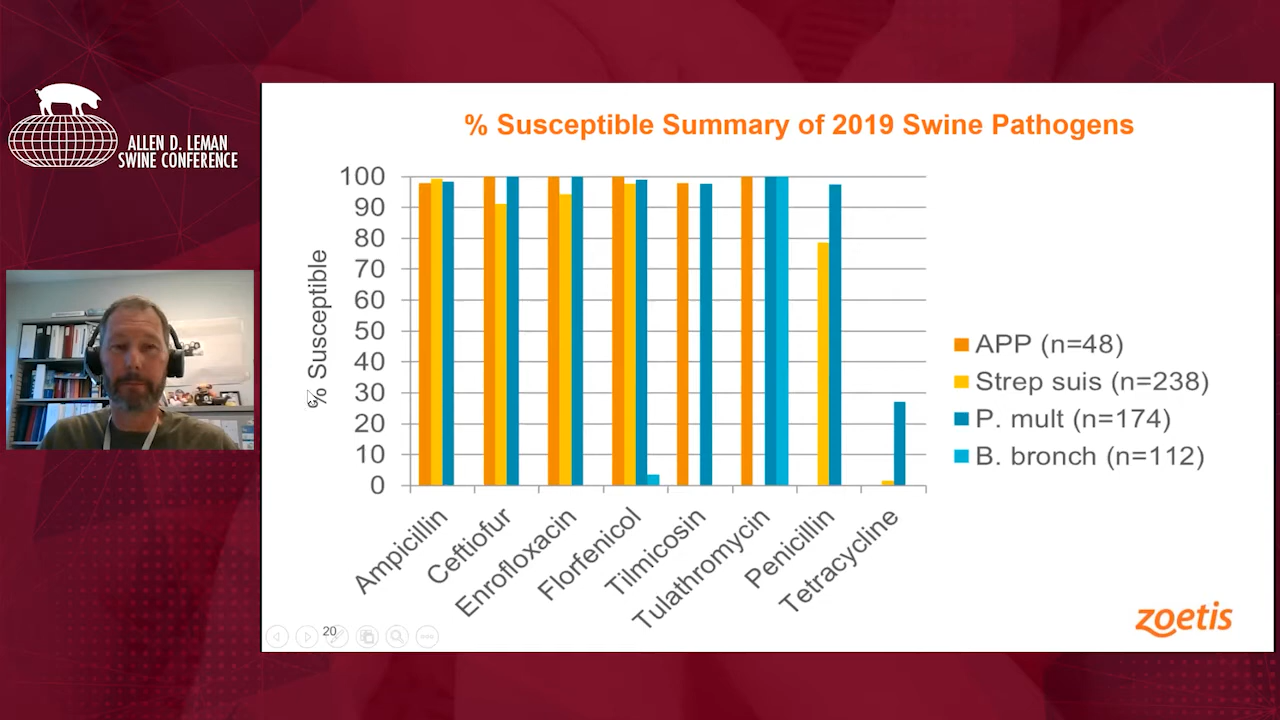 ALLEN D. LEMAN
SWINE CONFERENCE
% Susceptible Summary of 2019 Swine Pathogens
% Susceptible
100
90
80
70
60
50
40
30
20
10
0
Ampicillin
Ceftiofur
Enrofloxacin
Florfenicol
Tilmicosin
Tulathromycin
Penicillin
Tetracycline
APP (n=48)
Strep suis (n=238)
P. mult (n=174)
B. bronch (n=112)
20
zoetis